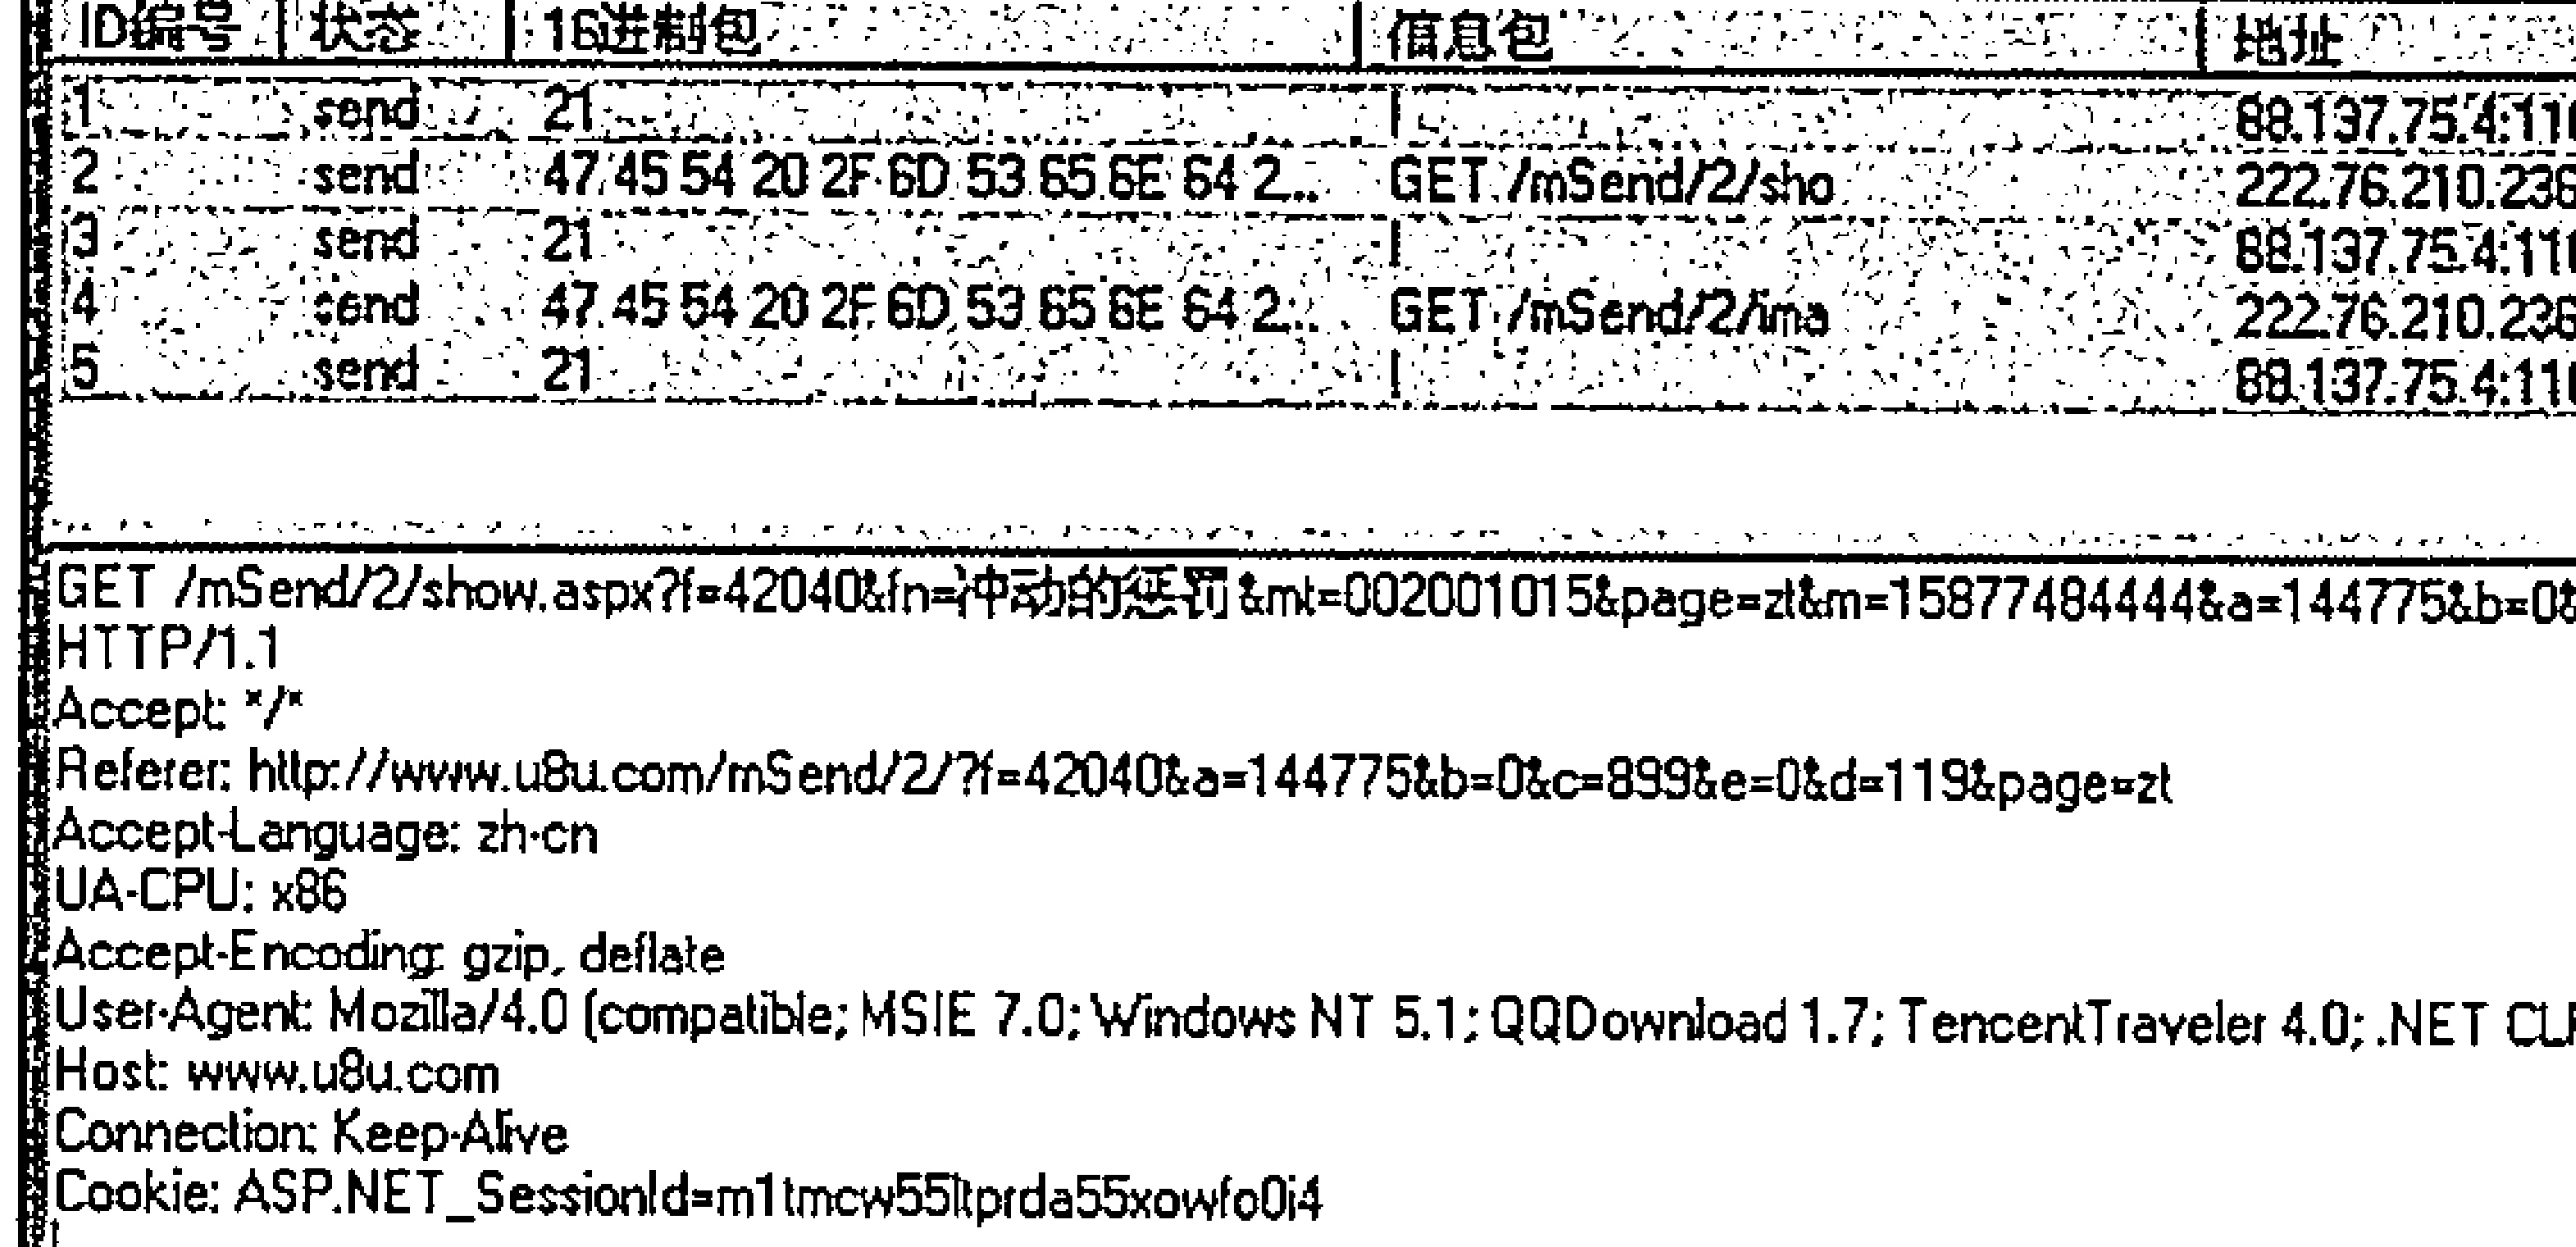 ID编号 状态 16进制包 信息包 地址
1 send 21 ! 88.137.75.4:110
2 send 47 45 54 20 2F 6D 53 65 6E 64 2... GET /mSend/2/sho 222.76.210.236
3 send 21 ! 88.137.75.4:110
4 send 47 45 54 20 2F 6D 53 65 6E 64 2... GET /mSend/2/ima 222.76.210.236
5 send 21 ! 88.137.75.4:110
GET /mSend/2/show.aspx?f=42040&fn=冲动的惩罚&mt=002001015&page=zt&m=15877484444&a=144775&b=0&
HTTP/1.1
Accept: */*
Referer: http://www.u8u.com/mSend/2/?f=42040&a=144775&b=0&c=899&e=0&d=119&page=zt
Accept-Language: zh-cn
UA-CPU: x86
Accept-Encoding: gzip, deflate
User-Agent: Mozilla/4.0 (compatible; MSIE 7.0; Windows NT 5.1; QQDownload 1.7; TencentTraveler 4.0; .NET CLR
Host: www.u8u.com
Connection: Keep-Alive
Cookie: ASP.NET_SessionId=m1tmcw55ltprda55xowfo0i4